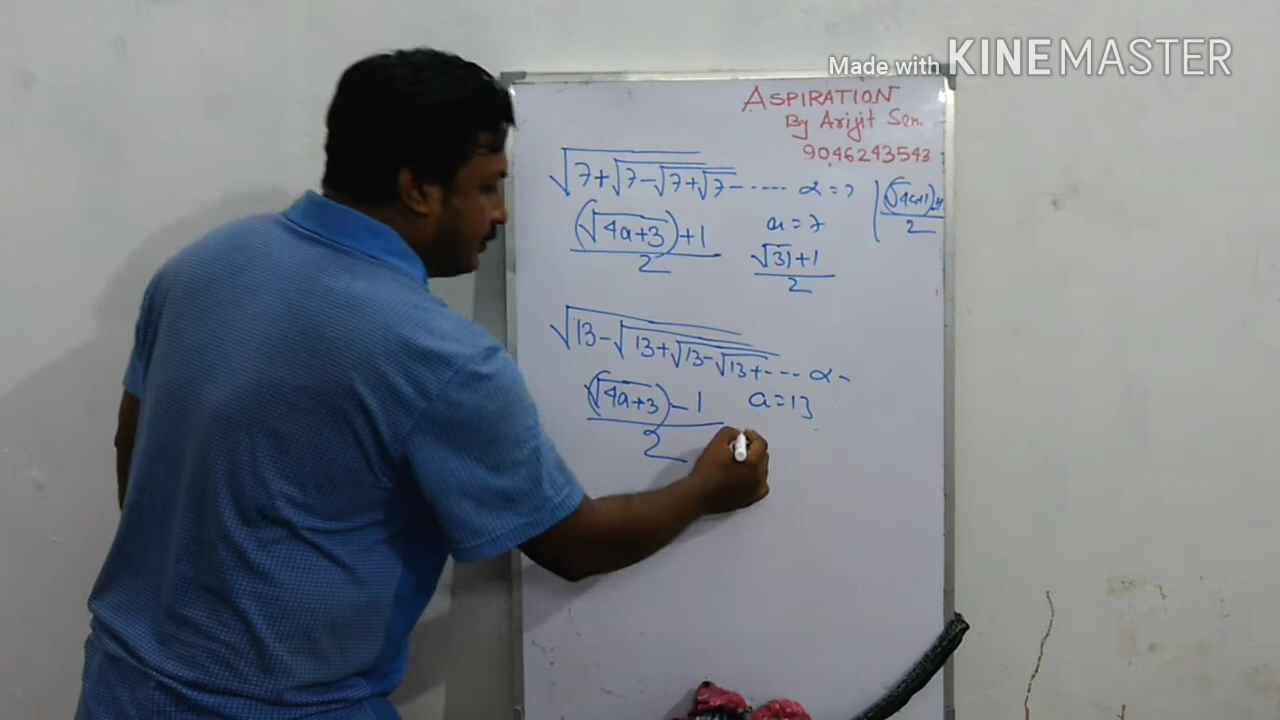 Made with KINEMASTER
ASPIRATION
By Arijit Sen.
9046243543
√7+√7-√7+√7-..... α=?
(√4a+3)+1 / 2
a=7
√31+1 / 2
√13-√13+√13-√13+--- α-
(√4a+3)-1 / 2
a=13